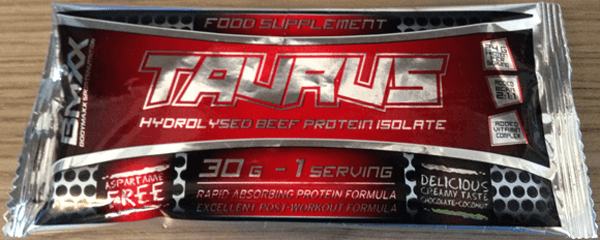 FOOD SUPPLEMENT
BMXX
TAURUS
HYDROLYSED BEEF PROTEIN ISOLATE
ADDED
VITAMIN
COMPLEX
ASPARTAME
FREE
30 G - 1 SERVING
RAPID-ABSORBING PROTEIN FORMULA
EXCELLENT POST-WORKOUT FORMULA
DELICIOUS
CREAMY TASTE
CHOCOLATE-COCONUT